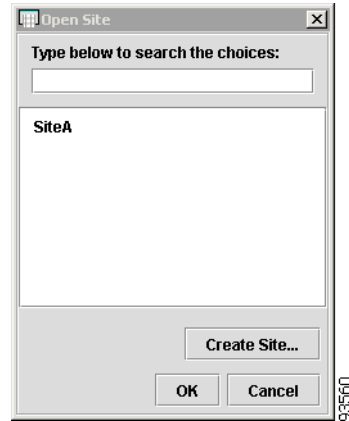 Open Site
Type below to search the choices:
SiteA
Create Site...
OK Cancel
93560